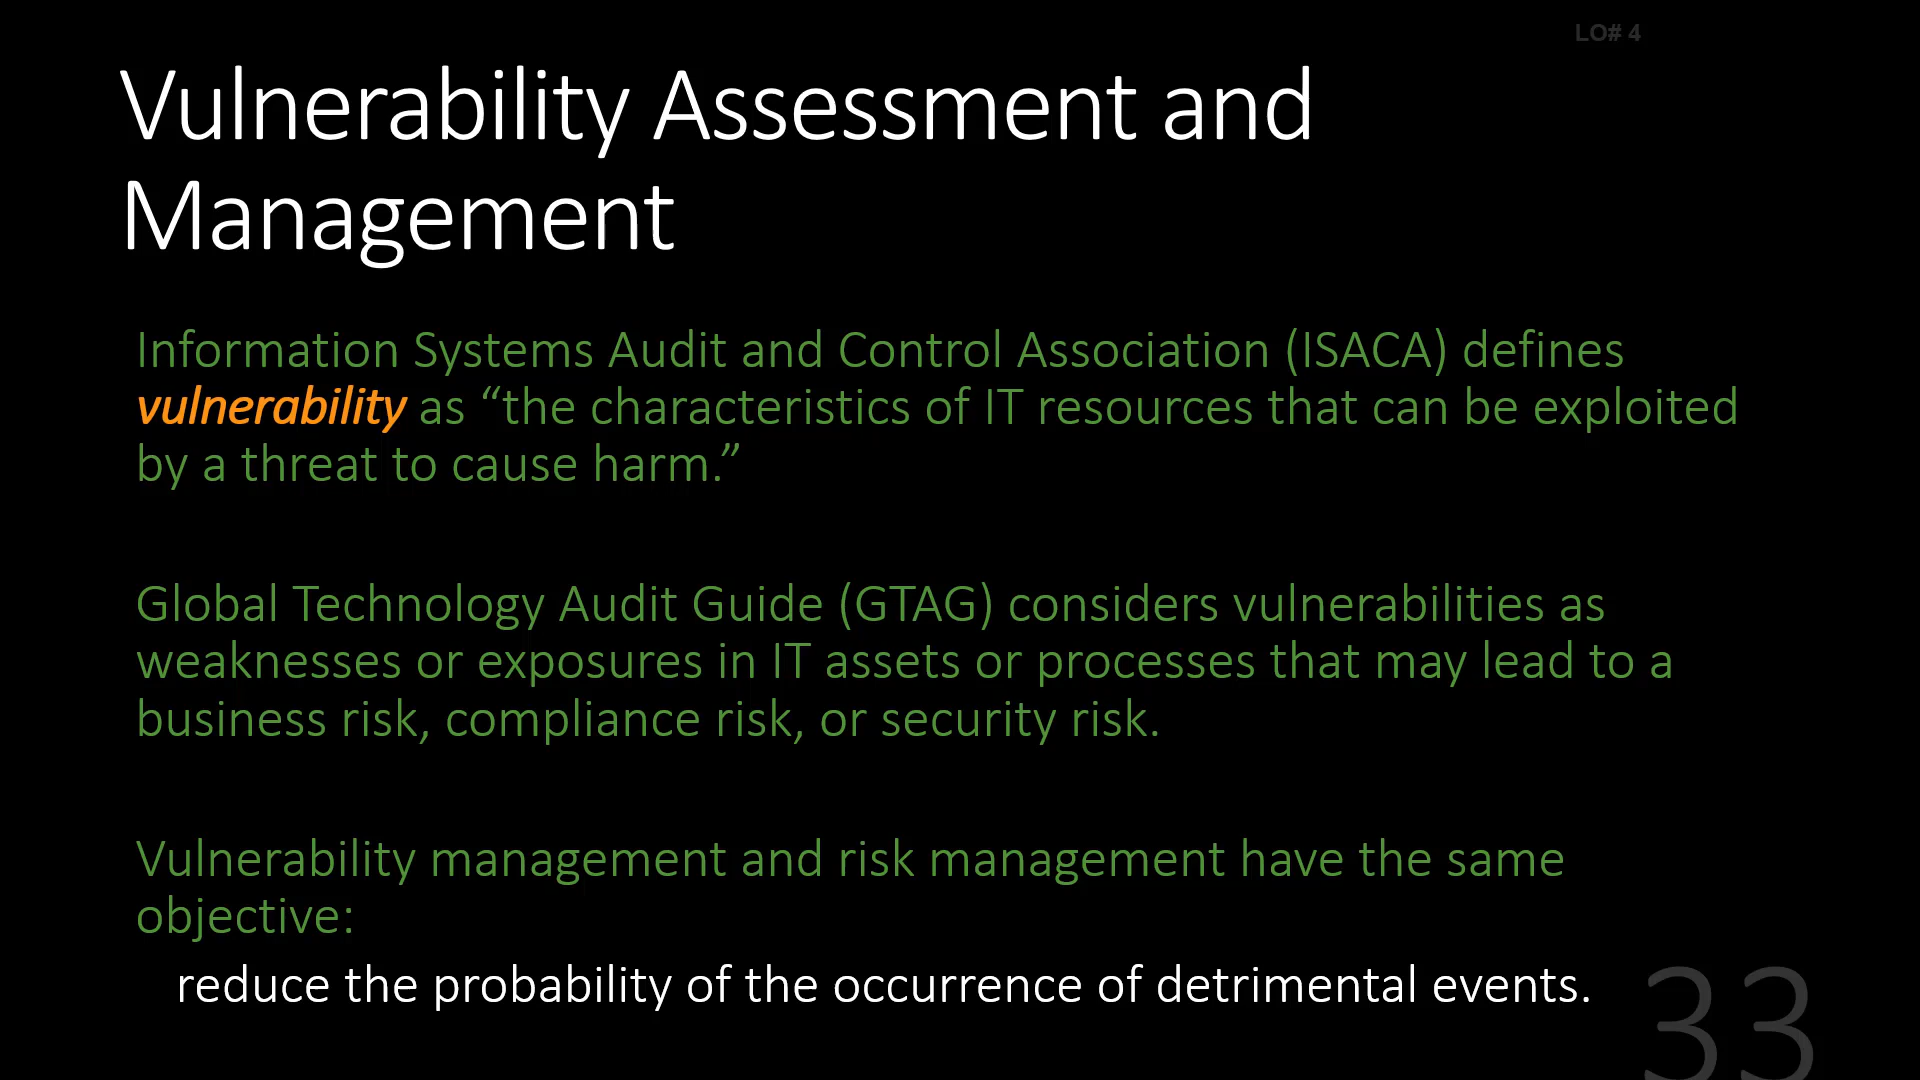 LO# 4
Vulnerability Assessment and
Management
Information Systems Audit and Control Association (ISACA) defines
vulnerability as “the characteristics of IT resources that can be exploited
by a threat to cause harm.”
Global Technology Audit Guide (GTAG) considers vulnerabilities as
weaknesses or exposures in IT assets or processes that may lead to a
business risk, compliance risk, or security risk.
Vulnerability management and risk management have the same
objective:
reduce the probability of the occurrence of detrimental events.
33